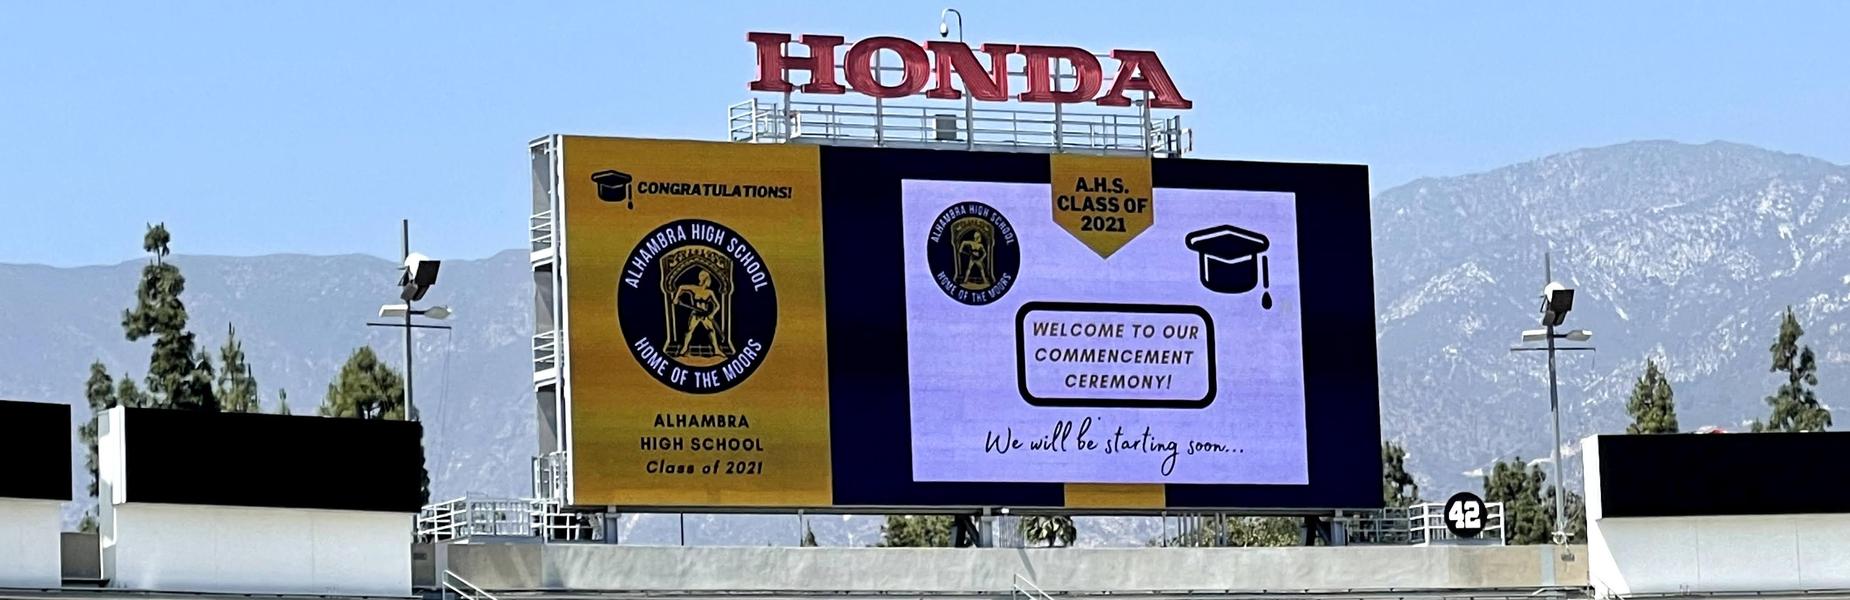 HONDA
CONGRATULATIONS!
ALHAMBRA HIGH SCHOOL
HOME OF THE MOORS
ALHAMBRA
HIGH SCHOOL
Class of 2021
A.H.S.
CLASS OF
2021
ALHAMBRA HIGH SCHOOL
HOME OF THE MOORS
WELCOME TO OUR
COMMENCEMENT
CEREMONY!
We will be starting soon...
42